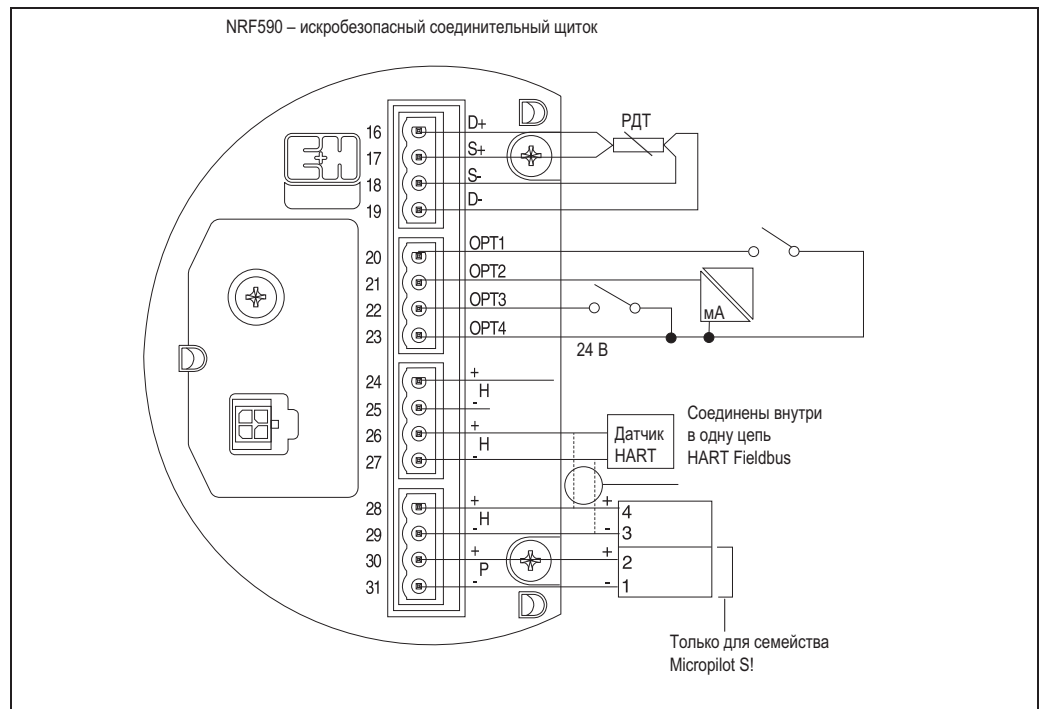 NRF590 – искробезопасный соединительный щиток
E+H
16 D+
17 S+
18 S-
19 D-
РДТ
20 OPT1
21 OPT2
22 OPT3
23 OPT4
мА
24 В
24 +
H
25 -
26 +
H
27 -
Датчик
HART
Соединены внутри
в одну цепь
HART Fieldbus
28 + + 4
H
29 - - 3
30 + + 2
P
31 - - 1
Только для семейства
Micropilot S!